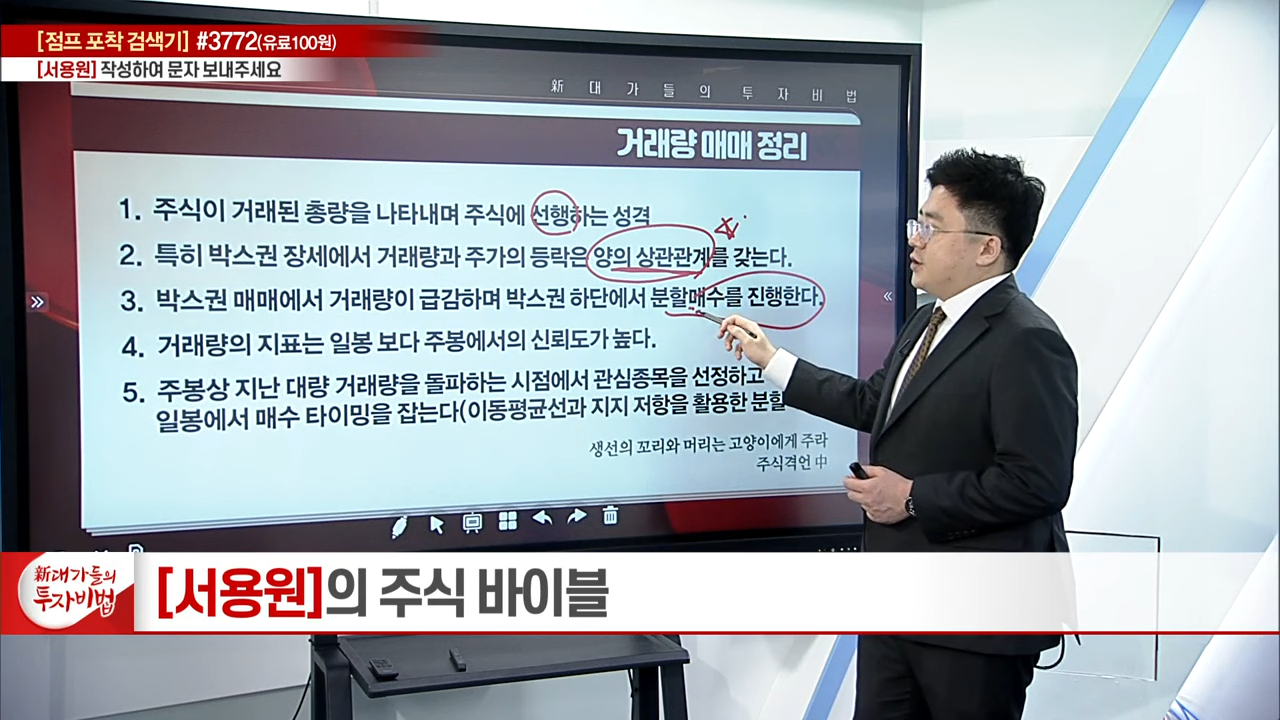 [점프 포착 검색기] #3772(유료100원)
[서용원] 작성하여 문자 보내주세요
新 대 가 들 의 투 자 비 법
거래량 매매 정리
1. 주식이 거래된 총량을 나타내며 주식에 선행하는 성격
2. 특히 박스권 장세에서 거래량과 주가의 등락은 양의 상관관계를 갖는다.
3. 박스권 매매에서 거래량이 급감하며 박스권 하단에서 분할매수를 진행한다.
4. 거래량의 지표는 일봉 보다 주봉에서의 신뢰도가 높다.
5. 주봉상 지난 대량 거래량을 돌파하는 시점에서 관심종목을 선정하고
일봉에서 매수 타이밍을 잡는다(이동평균선과 지지 저항을 활용한 분할
생선의 꼬리와 머리는 고양이에게 주라
주식격언 中
新대가들의
투자비법
[서용원]의 주식 바이블